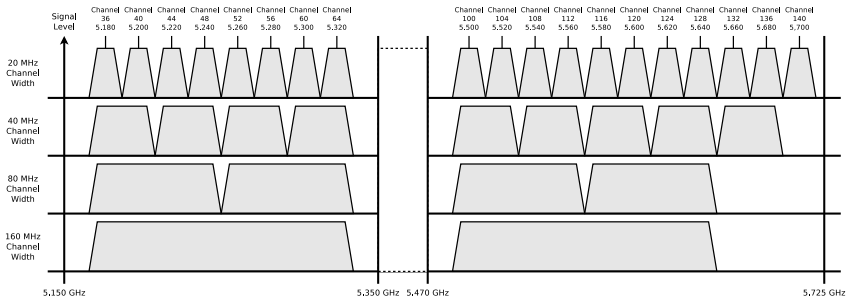 Signal
Level
Channel
36
5.180
Channel
40
5.200
Channel
44
5.220
Channel
48
5.240
Channel
52
5.260
Channel
56
5.280
Channel
60
5.300
Channel
64
5.320
Channel
100
5.500
Channel
104
5.520
Channel
108
5.540
Channel
112
5.560
Channel
116
5.580
Channel
120
5.600
Channel
124
5.620
Channel
128
5.640
Channel
132
5.660
Channel
136
5.680
Channel
140
5.700
20 MHz
Channel
Width
40 MHz
Channel
Width
80 MHz
Channel
Width
160 MHz
Channel
Width
5.150 GHz
5.350 GHz
5.470 GHz
5.725 GHz